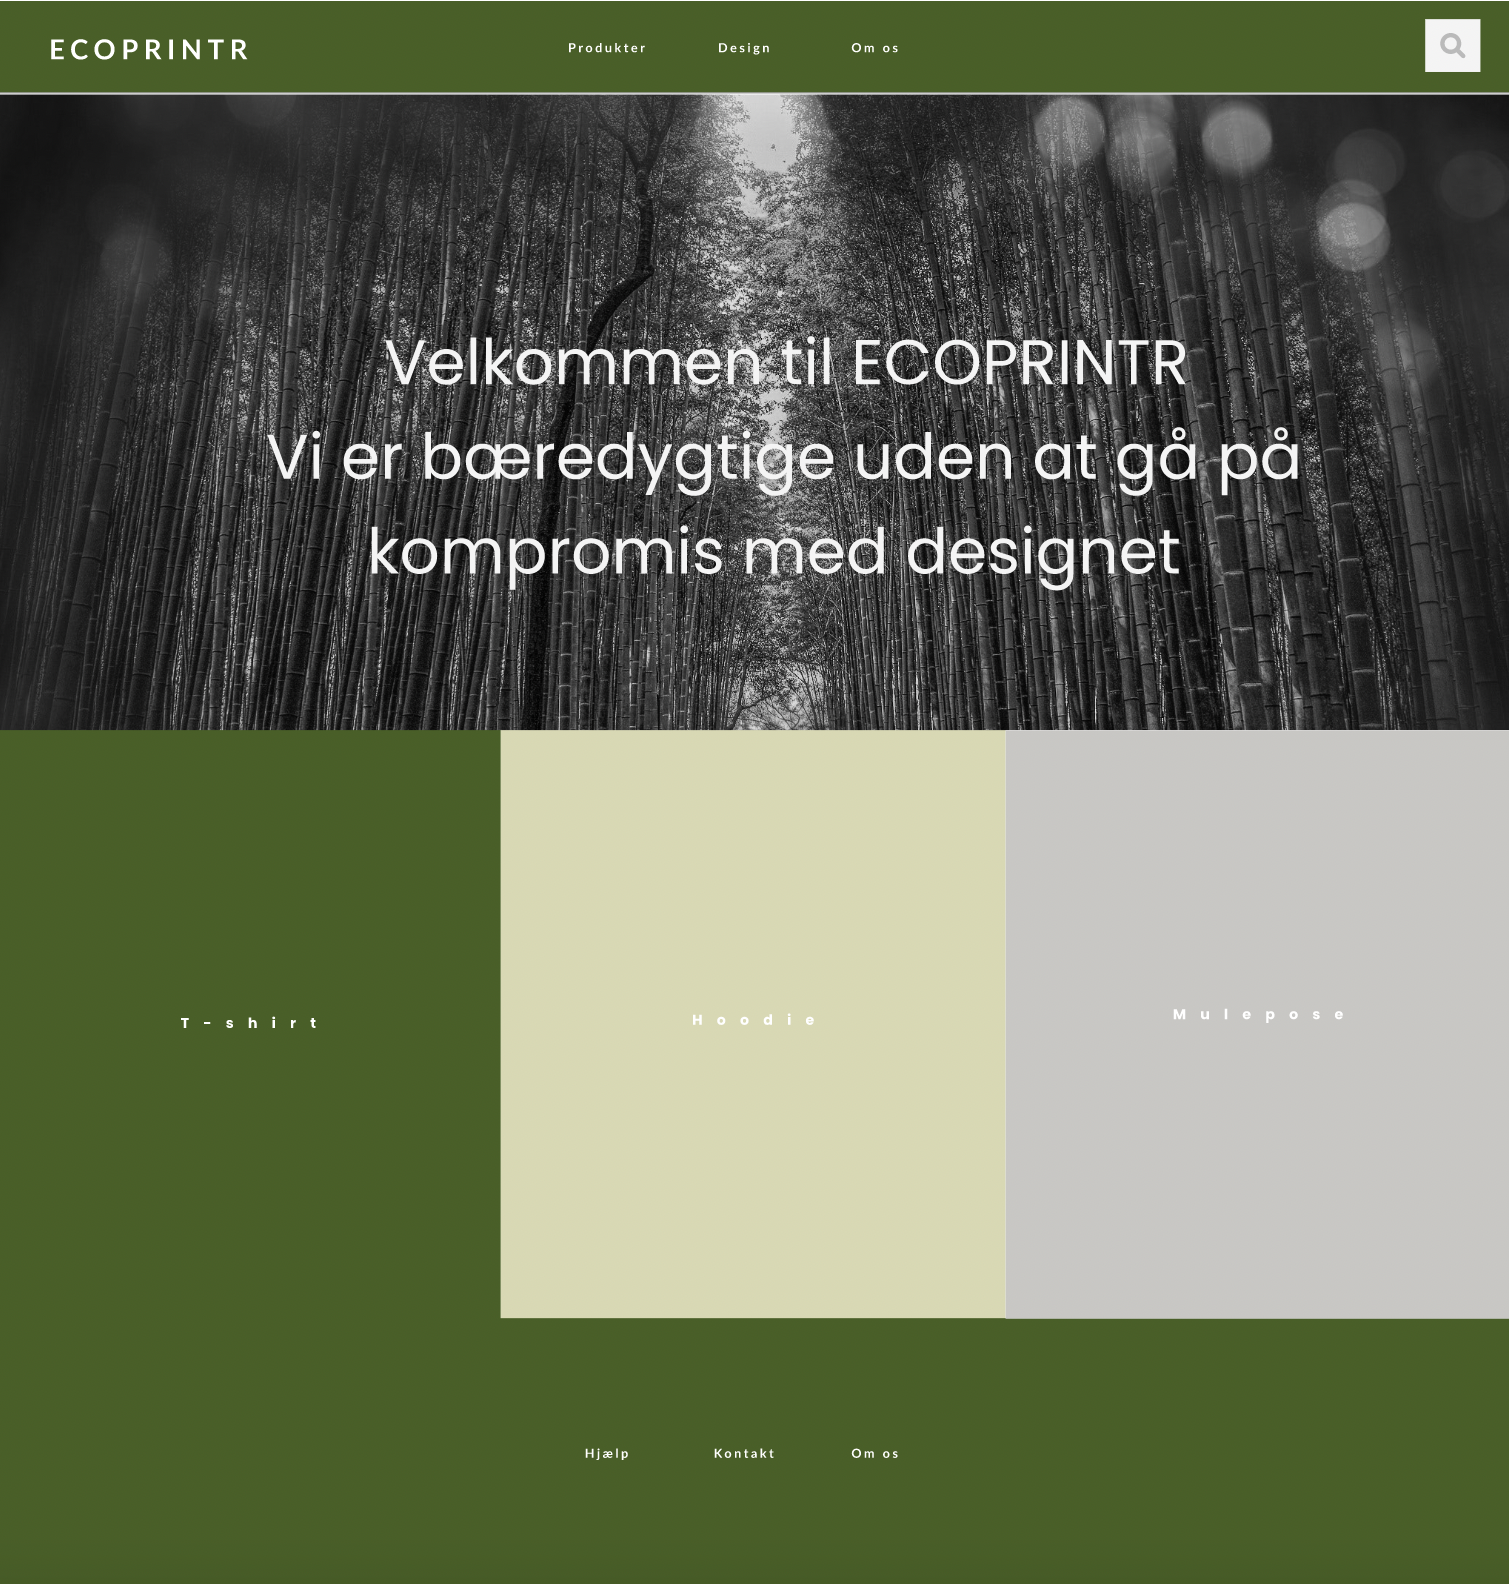 ECOPRINTR
Produkter
Design
Om os
Velkommen til ECOPRINTR
Vi er bæredygtige uden at gå på
kompromis med designet
T-shirt
Hoodie
Mulepose
Hjælp
Kontakt
Om os